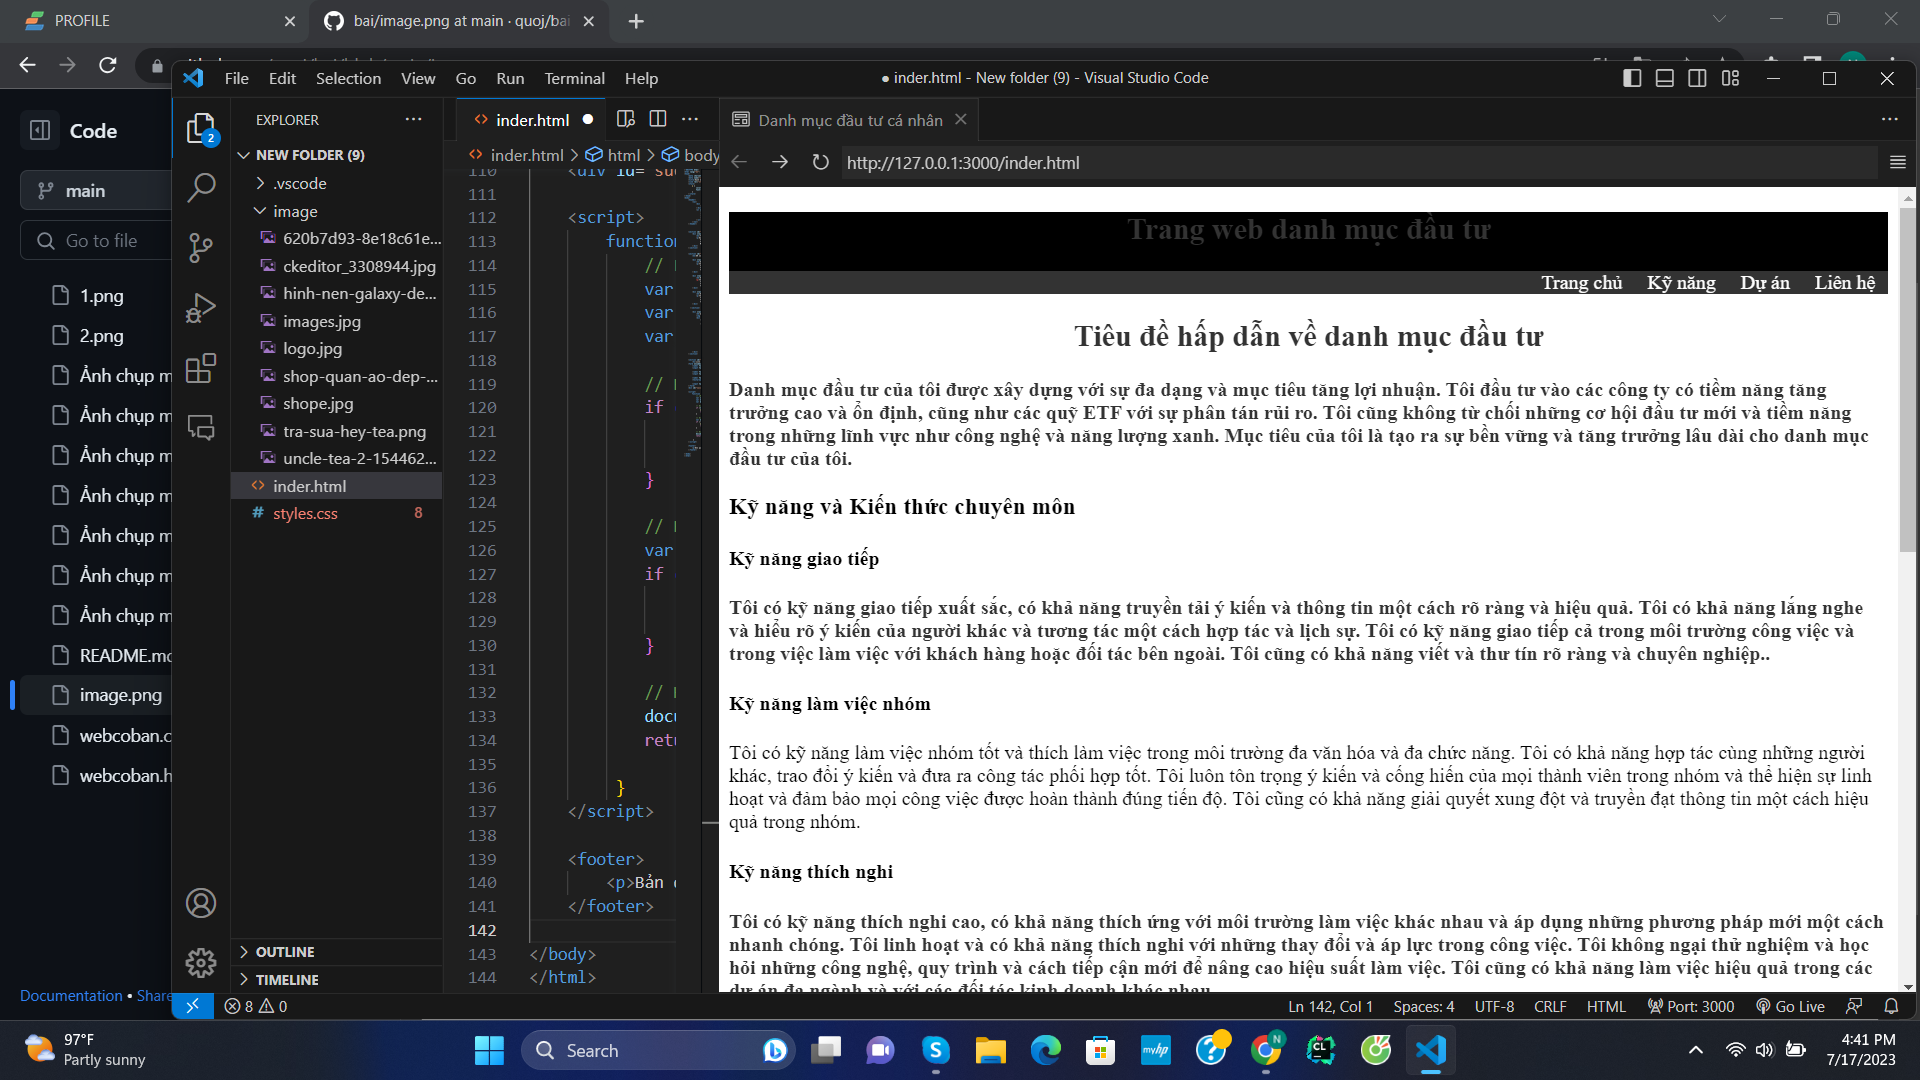 PROFILE
bai/image.png at main · quoj/bai
File Edit Selection View Go Run Terminal Help
● inder.html - New folder (9) - Visual Studio Code
Code
main
Go to file
1.png
2.png
Ảnh chụp m
Ảnh chụp m
Ảnh chụp m
Ảnh chụp m
Ảnh chụp m
Ảnh chụp m
Ảnh chụp m
README.md
image.png
webcoban.c
webcoban.h
Documentation • Share
2
EXPLORER
NEW FOLDER (9)
.vscode
image
620b7d93-8e18c61e...
ckeditor_3308944.jpg
hinh-nen-galaxy-de...
images.jpg
logo.jpg
shop-quan-ao-dep-...
shope.jpg
tra-sua-hey-tea.png
uncle-tea-2-154462...
inder.html
styles.css 8
OUTLINE
TIMELINE
inder.html
inder.html > html > body
110 <div id="suc
111
112 <script>
113 function
114 //
115 var
116 var
117 var
118
119 //
120 if
121
122
123 }
124
125 //
126 var
127 if
128
129
130 }
131
132 //
133 docu
134 retu
135
136 }
137 </script>
138
139 <footer>
140 <p>Bản
141 </footer>
142
143 </body>
144 </html>
Danh mục đầu tư cá nhân
http://127.0.0.1:3000/inder.html
Trang web danh mục đầu tư
Trang chủ Kỹ năng Dự án Liên hệ
Tiêu đề hấp dẫn về danh mục đầu tư
Danh mục đầu tư của tôi được xây dựng với sự đa dạng và mục tiêu tăng lợi nhuận. Tôi đầu tư vào các công ty có tiềm năng tăng
trưởng cao và ổn định, cũng như các quỹ ETF với sự phân tán rủi ro. Tôi cũng không từ chối những cơ hội đầu tư mới và tiềm năng
trong những lĩnh vực như công nghệ và năng lượng xanh. Mục tiêu của tôi là tạo ra sự bền vững và tăng trưởng lâu dài cho danh mục
đầu tư của tôi.
Kỹ năng và Kiến thức chuyên môn
Kỹ năng giao tiếp
Tôi có kỹ năng giao tiếp xuất sắc, có khả năng truyền tải ý kiến và thông tin một cách rõ ràng và hiệu quả. Tôi có khả năng lắng nghe
và hiểu rõ ý kiến của người khác và tương tác một cách hợp tác và lịch sự. Tôi có kỹ năng giao tiếp cả trong môi trường công việc và
trong việc làm việc với khách hàng hoặc đối tác bên ngoài. Tôi cũng có khả năng viết và thư tín rõ ràng và chuyên nghiệp..
Kỹ năng làm việc nhóm
Tôi có kỹ năng làm việc nhóm tốt và thích làm việc trong môi trường đa văn hóa và đa chức năng. Tôi có khả năng hợp tác cùng những người
khác, trao đổi ý kiến và đưa ra công tác phối hợp tốt. Tôi luôn tôn trọng ý kiến và cống hiến của mọi thành viên trong nhóm và thể hiện sự linh
hoạt và đảm bảo mọi công việc được hoàn thành đúng tiến độ. Tôi cũng có khả năng giải quyết xung đột và truyền đạt thông tin một cách hiệu
quả trong nhóm.
Kỹ năng thích nghi
Tôi có kỹ năng thích nghi cao, có khả năng thích ứng với môi trường làm việc khác nhau và áp dụng những phương pháp mới một cách
nhanh chóng. Tôi linh hoạt và có khả năng thích nghi với những thay đổi và áp lực trong công việc. Tôi không ngại thử nghiệm và học
hỏi những công nghệ, quy trình và cách tiếp cận mới để nâng cao hiệu suất làm việc. Tôi cũng có khả năng làm việc hiệu quả trong các
dự án đa ngành và với các đối tác kinh doanh khác nhau
8 0
Ln 142, Col 1 Spaces: 4 UTF-8 CRLF HTML Port: 3000 Go Live
97°F
Partly sunny
Search
4:41 PM
7/17/2023